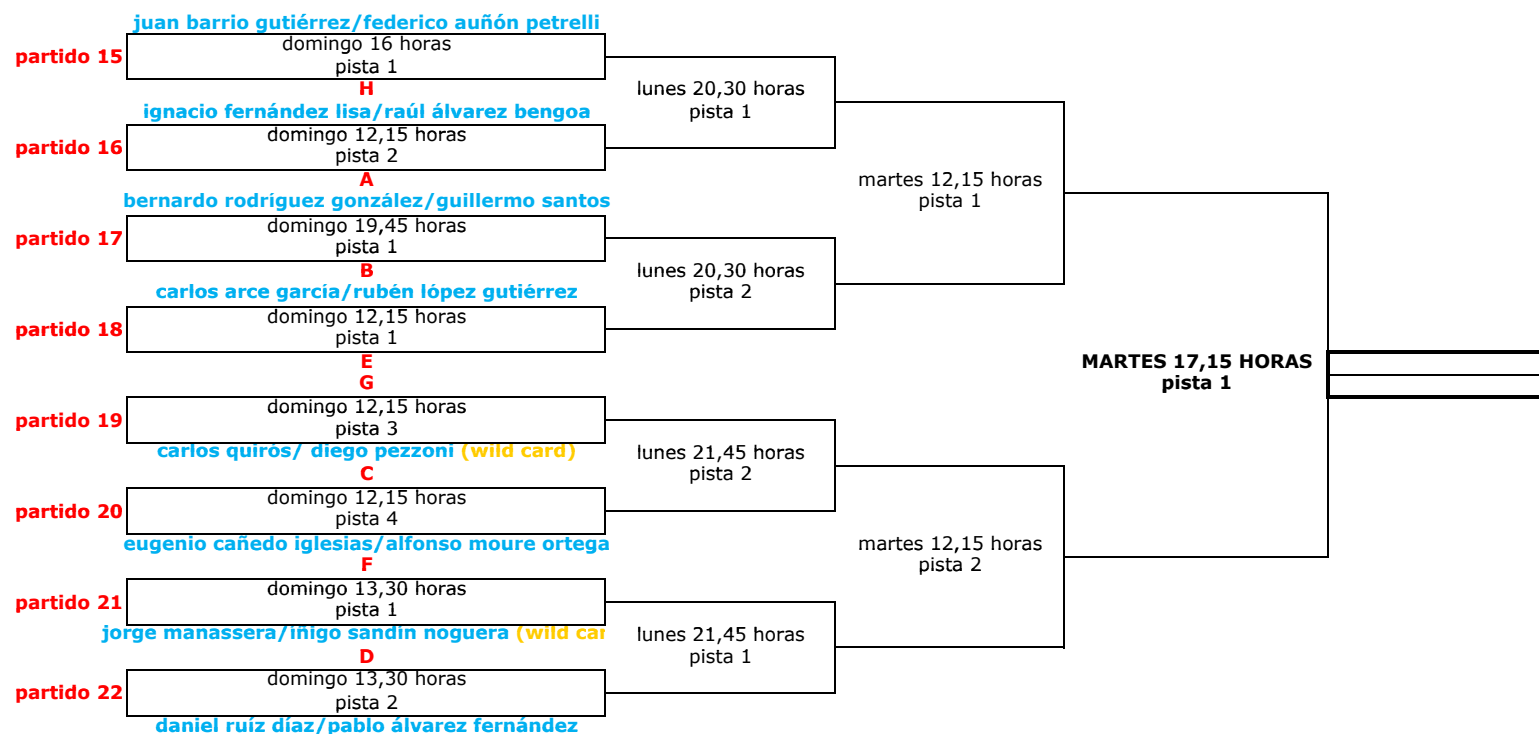 juan barrio gutiérrez/federico auñón petrelli
partido 15
domingo 16 horas
pista 1
H
lunes 20,30 horas
pista 1
ignacio fernández lisa/raúl álvarez bengoa
partido 16
domingo 12,15 horas
pista 2
A
martes 12,15 horas
pista 1
bernardo rodríguez gonzález/guillermo santos
partido 17
domingo 19,45 horas
pista 1
B
lunes 20,30 horas
pista 2
carlos arce garcía/rubén lópez gutiérrez
partido 18
domingo 12,15 horas
pista 1
E
MARTES 17,15 HORAS
pista 1
G
partido 19
domingo 12,15 horas
pista 3
carlos quirós/ diego pezzoni (wild card)
lunes 21,45 horas
pista 2
C
partido 20
domingo 12,15 horas
pista 4
eugenio cañedo iglesias/alfonso moure ortega
martes 12,15 horas
pista 2
F
partido 21
domingo 13,30 horas
pista 1
jorge manassera/íñigo sandín noguera (wild car
lunes 21,45 horas
pista 1
D
partido 22
domingo 13,30 horas
pista 2
daniel ruíz díaz/pablo álvarez fernández